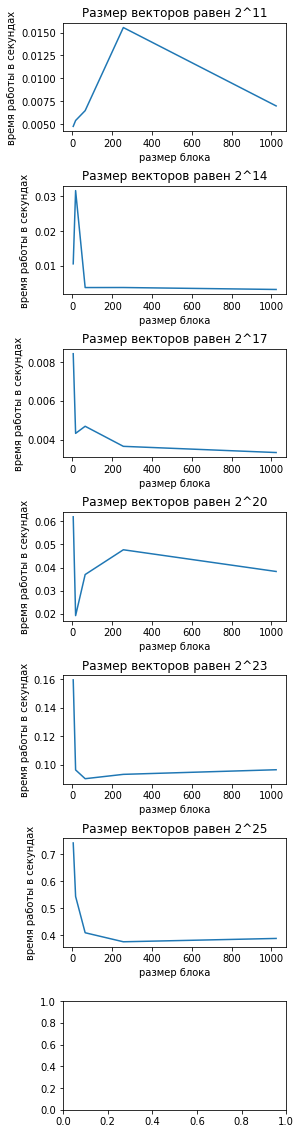 Размер векторов равен 2^11
время работы в секундах
0.0150
0.0125
0.0100
0.0075
0.0050
0 200 400 600 800 1000
размер блока
Размер векторов равен 2^14
время работы в секундах
0.03
0.02
0.01
0 200 400 600 800 1000
размер блока
Размер векторов равен 2^17
время работы в секундах
0.008
0.006
0.004
0 200 400 600 800 1000
размер блока
Размер векторов равен 2^20
время работы в секундах
0.06
0.05
0.04
0.03
0.02
0 200 400 600 800 1000
размер блока
Размер векторов равен 2^23
время работы в секундах
0.16
0.14
0.12
0.10
0 200 400 600 800 1000
размер блока
Размер векторов равен 2^25
время работы в секундах
0.7
0.6
0.5
0.4
0 200 400 600 800 1000
размер блока
1.0
0.8
0.6
0.4
0.2
0.0
0.0 0.2 0.4 0.6 0.8 1.0